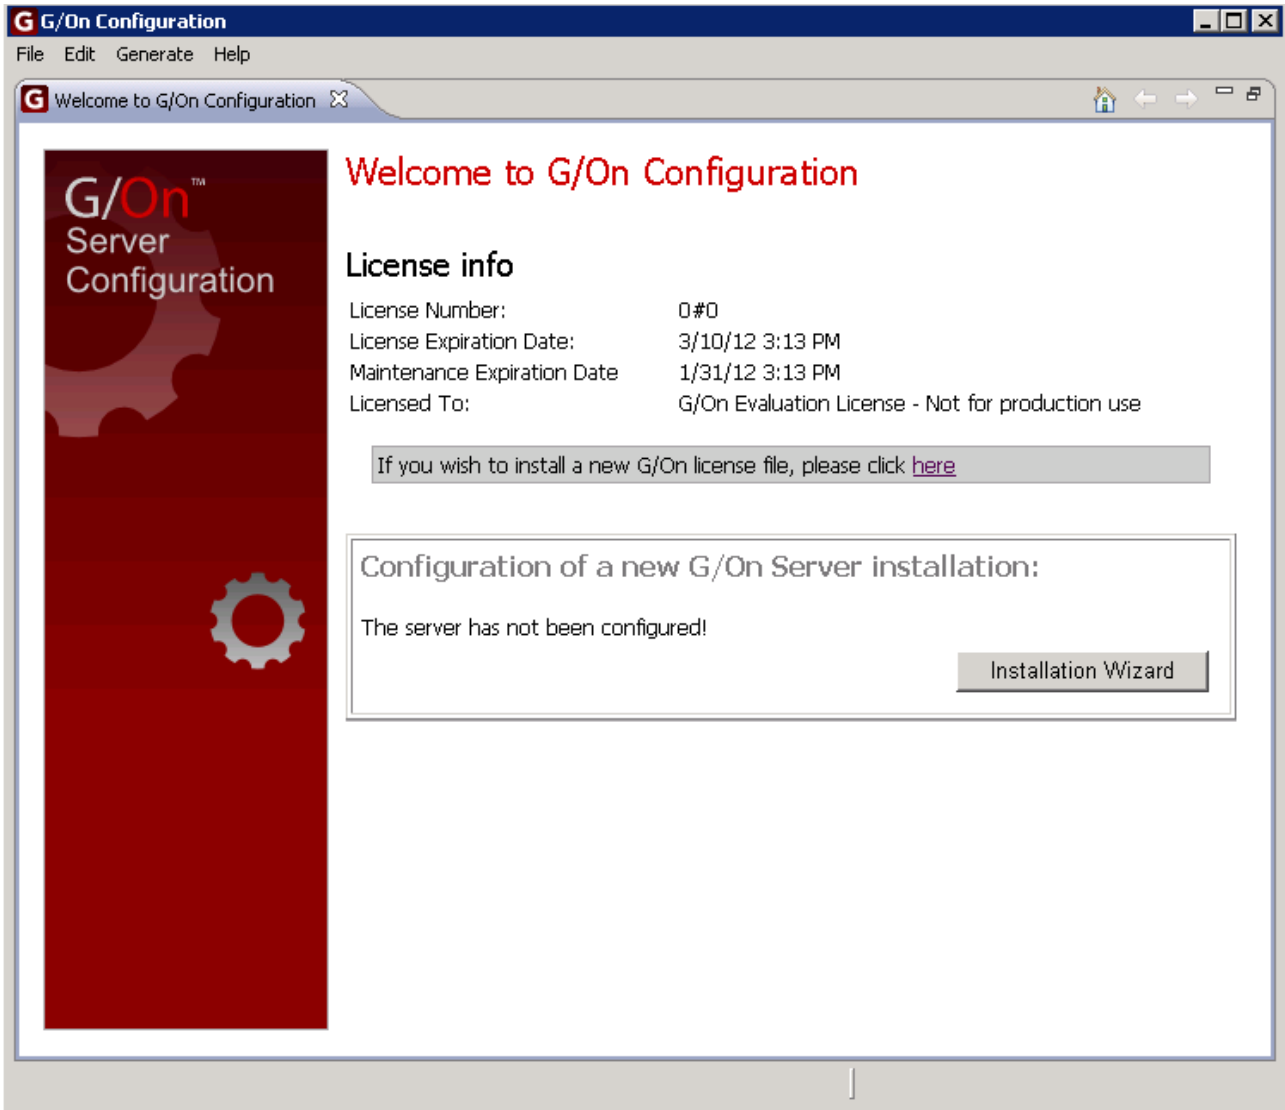 G G/On Configuration
File Edit Generate Help
G Welcome to G/On Configuration
G/On™
Server
Configuration
Welcome to G/On Configuration
License info
License Number: 0#0
License Expiration Date: 3/10/12 3:13 PM
Maintenance Expiration Date 1/31/12 3:13 PM
Licensed To: G/On Evaluation License - Not for production use
If you wish to install a new G/On license file, please click here
Configuration of a new G/On Server installation:
The server has not been configured!
Installation Wizard